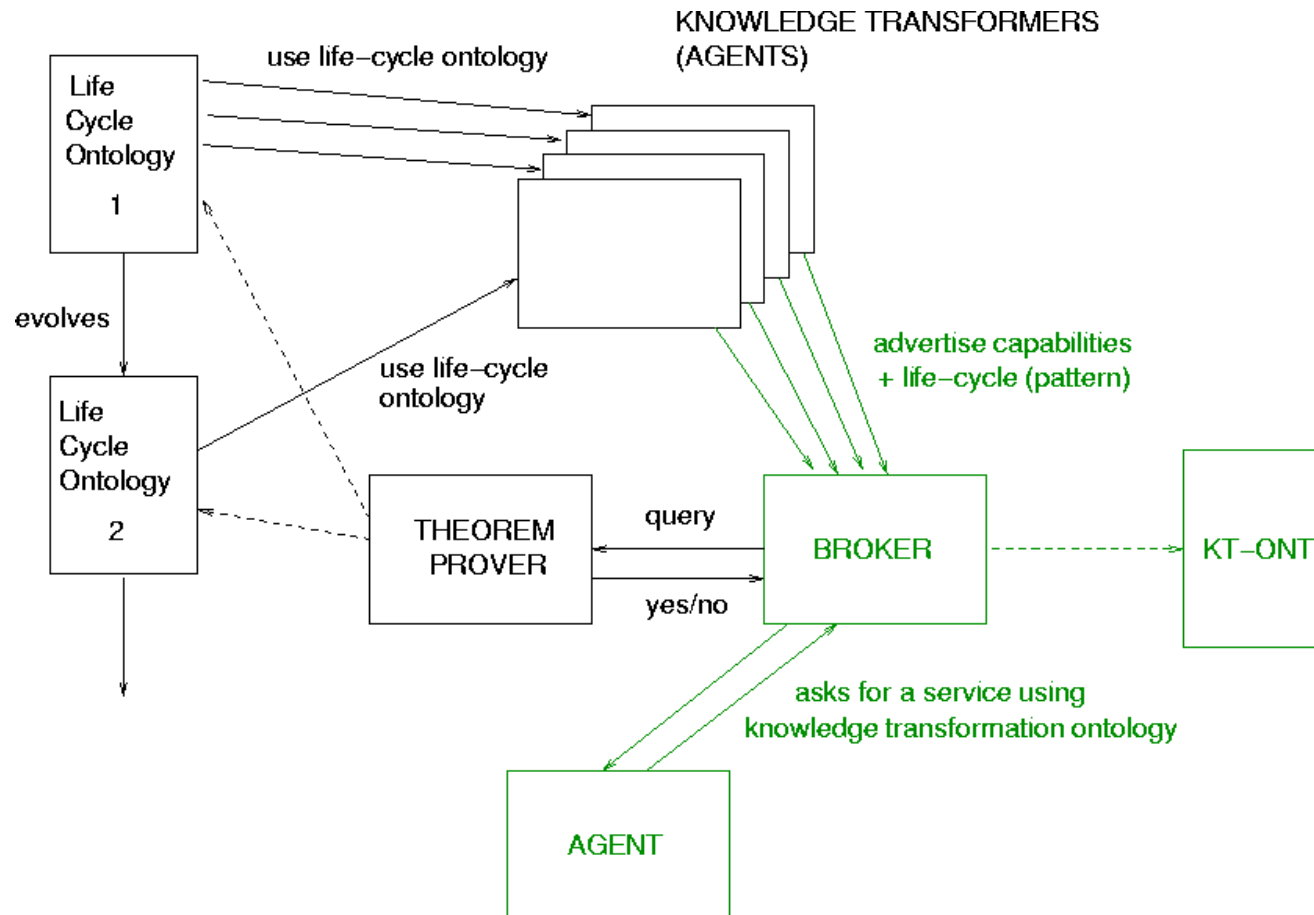 KNOWLEDGE TRANSFORMERS
(AGENTS)
use life−cycle ontology
Life
Cycle
Ontology
1
evolves
use life−cycle
ontology
advertise capabilities
+ life−cycle (pattern)
Life
Cycle
Ontology
2
THEOREM
PROVER
query
yes/no
BROKER
KT−ONT
asks for a service using
knowledge transformation ontology
AGENT